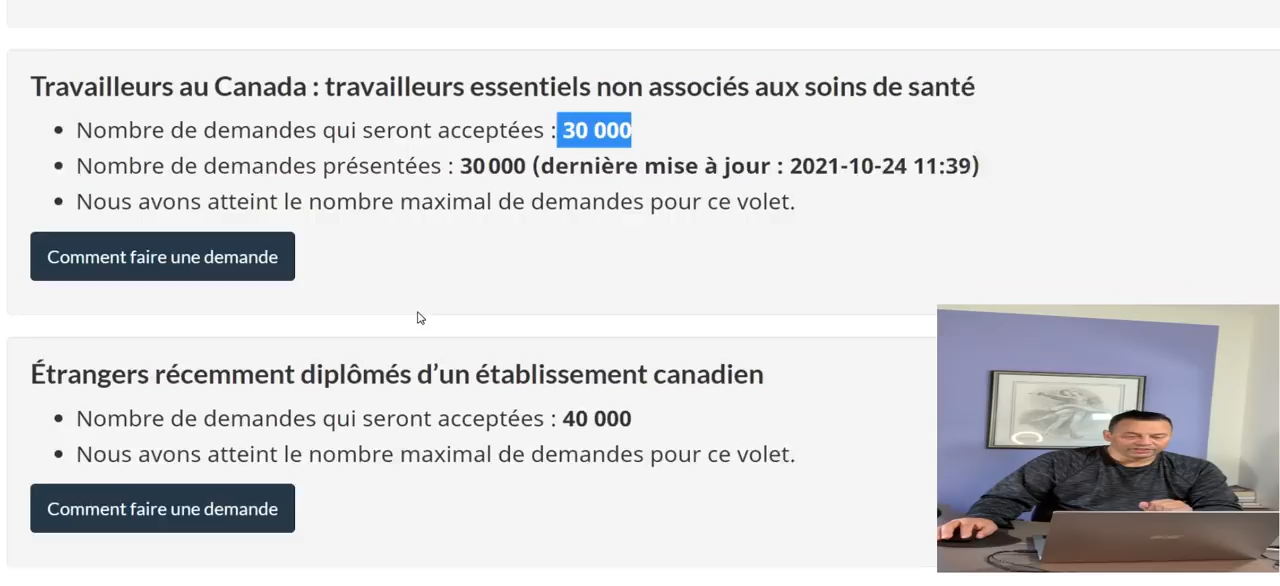 Travailleurs au Canada : travailleurs essentiels non associés aux soins de santé
Nombre de demandes qui seront acceptées : 30 000
Nombre de demandes présentées : 30 000 (dernière mise à jour : 2021-10-24 11:39)
Nous avons atteint le nombre maximal de demandes pour ce volet.
Comment faire une demande
Étrangers récemment diplômés d’un établissement canadien
Nombre de demandes qui seront acceptées : 40 000
Nous avons atteint le nombre maximal de demandes pour ce volet.
Comment faire une demande